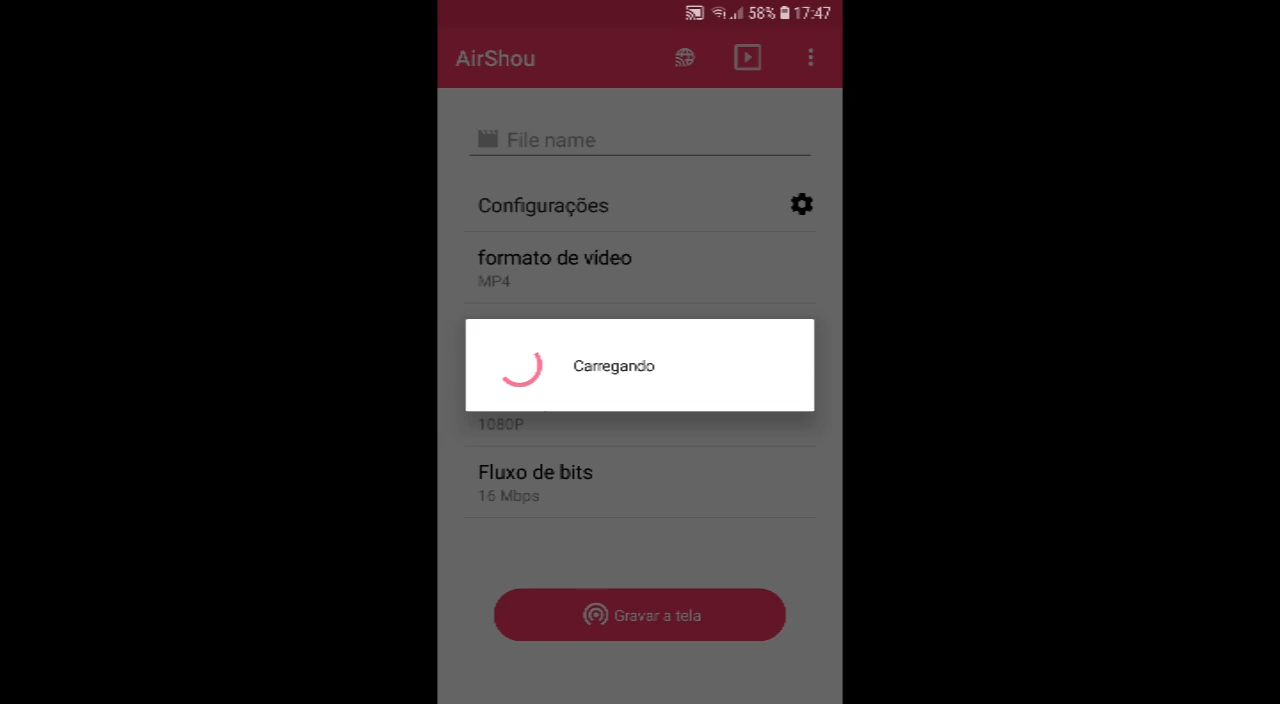 58% 17:47
AirShou
File name
Configurações
formato de vídeo
MP4
Carregando
1080P
Fluxo de bits
16 Mbps
Gravar a tela